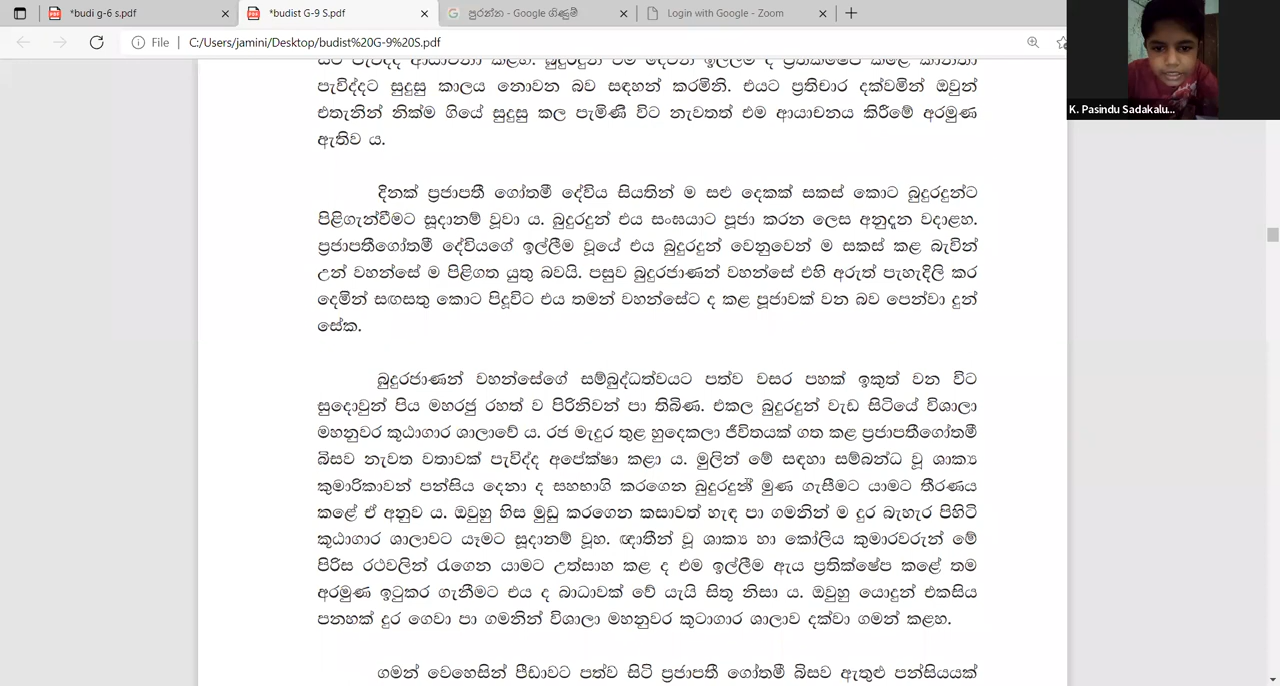 *budi g-6 s.pdf
*budist G-9 S.pdf
පුරන්න - Google ගිණුම්
Login with Google - Zoom
File
C:/Users/jamini/Desktop/budist%20G-9%20S.pdf
K. Pasindu Sadakalu...
පැවිද්දට සුදුසු කාලය නොවන බව සඳහන් කරමිනි. එයට ප්‍රතිචාර දක්වමින් ඔවුන්
එතැනින් නික්ම ගියේ සුදුසු කල පැමිණි විට නැවතත් එම ආයාචනය කිරීමේ අරමුණ
ඇතිව ය.
දිනක් ප්‍රජාපතී ගෝතමී දේවිය සියතින් ම සළු දෙකක් සකස් කොට බුදුරදුන්ට
පිළිගැන්වීමට සූදානම් වූවා ය. බුදුරදුන් එය සංඝයාට පූජා කරන ලෙස අනුදැන වදාළහ.
ප්‍රජාපතීගෝතමී දේවියගේ ඉල්ලීම වූයේ එය බුදුරදුන් වෙනුවෙන් ම සකස් කළ බැවින්
උන් වහන්සේ ම පිළිගත යුතු බවයි. පසුව බුදුරජාණන් වහන්සේ එහි අරුත් පැහැදිලි කර
දෙමින් සඟසතු කොට පිදූවිට එය තමන් වහන්සේට ද කළ පූජාවක් වන බව පෙන්වා දුන්
සේක.
බුදුරජාණන් වහන්සේගේ සම්බුද්ධත්වයට පත්ව වසර පහක් ඉකුත් වන විට
සුදොවුන් පිය මහරජු රහත් ව පිරිනිවන් පා තිබිණ. එකල බුදුරදුන් වැඩ සිටියේ විශාලා
මහනුවර කූඨාගාර ශාලාවේ ය. රජ මැදුර තුළ හුදෙකලා ජීවිතයක් ගත කළ ප්‍රජාපතීගෝතමී
බිසව නැවත වතාවක් පැවිද්ද අපේක්ෂා කළා ය. මුලින් මේ සඳහා සම්බන්ධ වූ ශාක්‍ය
කුමාරිකාවන් පන්සිය දෙනා ද සහභාගි කරගෙන බුදුරදුන් මුණ ගැසීමට යාමට තීරණය
කළේ ඒ අනුව ය. ඔවුහු හිස මුඩු කරගෙන කසාවත් හැඳ පා ගමනින් ම දුර බැහැර පිහිටි
කූඨාගාර ශාලාවට යෑමට සූදානම් වූහ. ඥාතීන් වූ ශාක්‍ය හා කෝලිය කුමාරවරුන් මේ
පිරිස රථවලින් රැගෙන යාමට උත්සාහ කළ ද එම ඉල්ලීම ඇය ප්‍රතික්ෂේප කළේ තම
අරමුණ ඉටුකර ගැනීමට එය ද බාධාවක් වේ යැයි සිතූ නිසා ය. ඔවුහු යොදුන් එකසිය
පනහක් දුර ගෙවා පා ගමනින් විශාලා මහනුවර කූටාගාර ශාලාව දක්වා ගමන් කළහ.
ගමන් වෙහෙසින් පීඩාවට පත්ව සිටි ප්‍රජාපතී ගෝතමී බිසව ඇතුළු පන්සියයක්